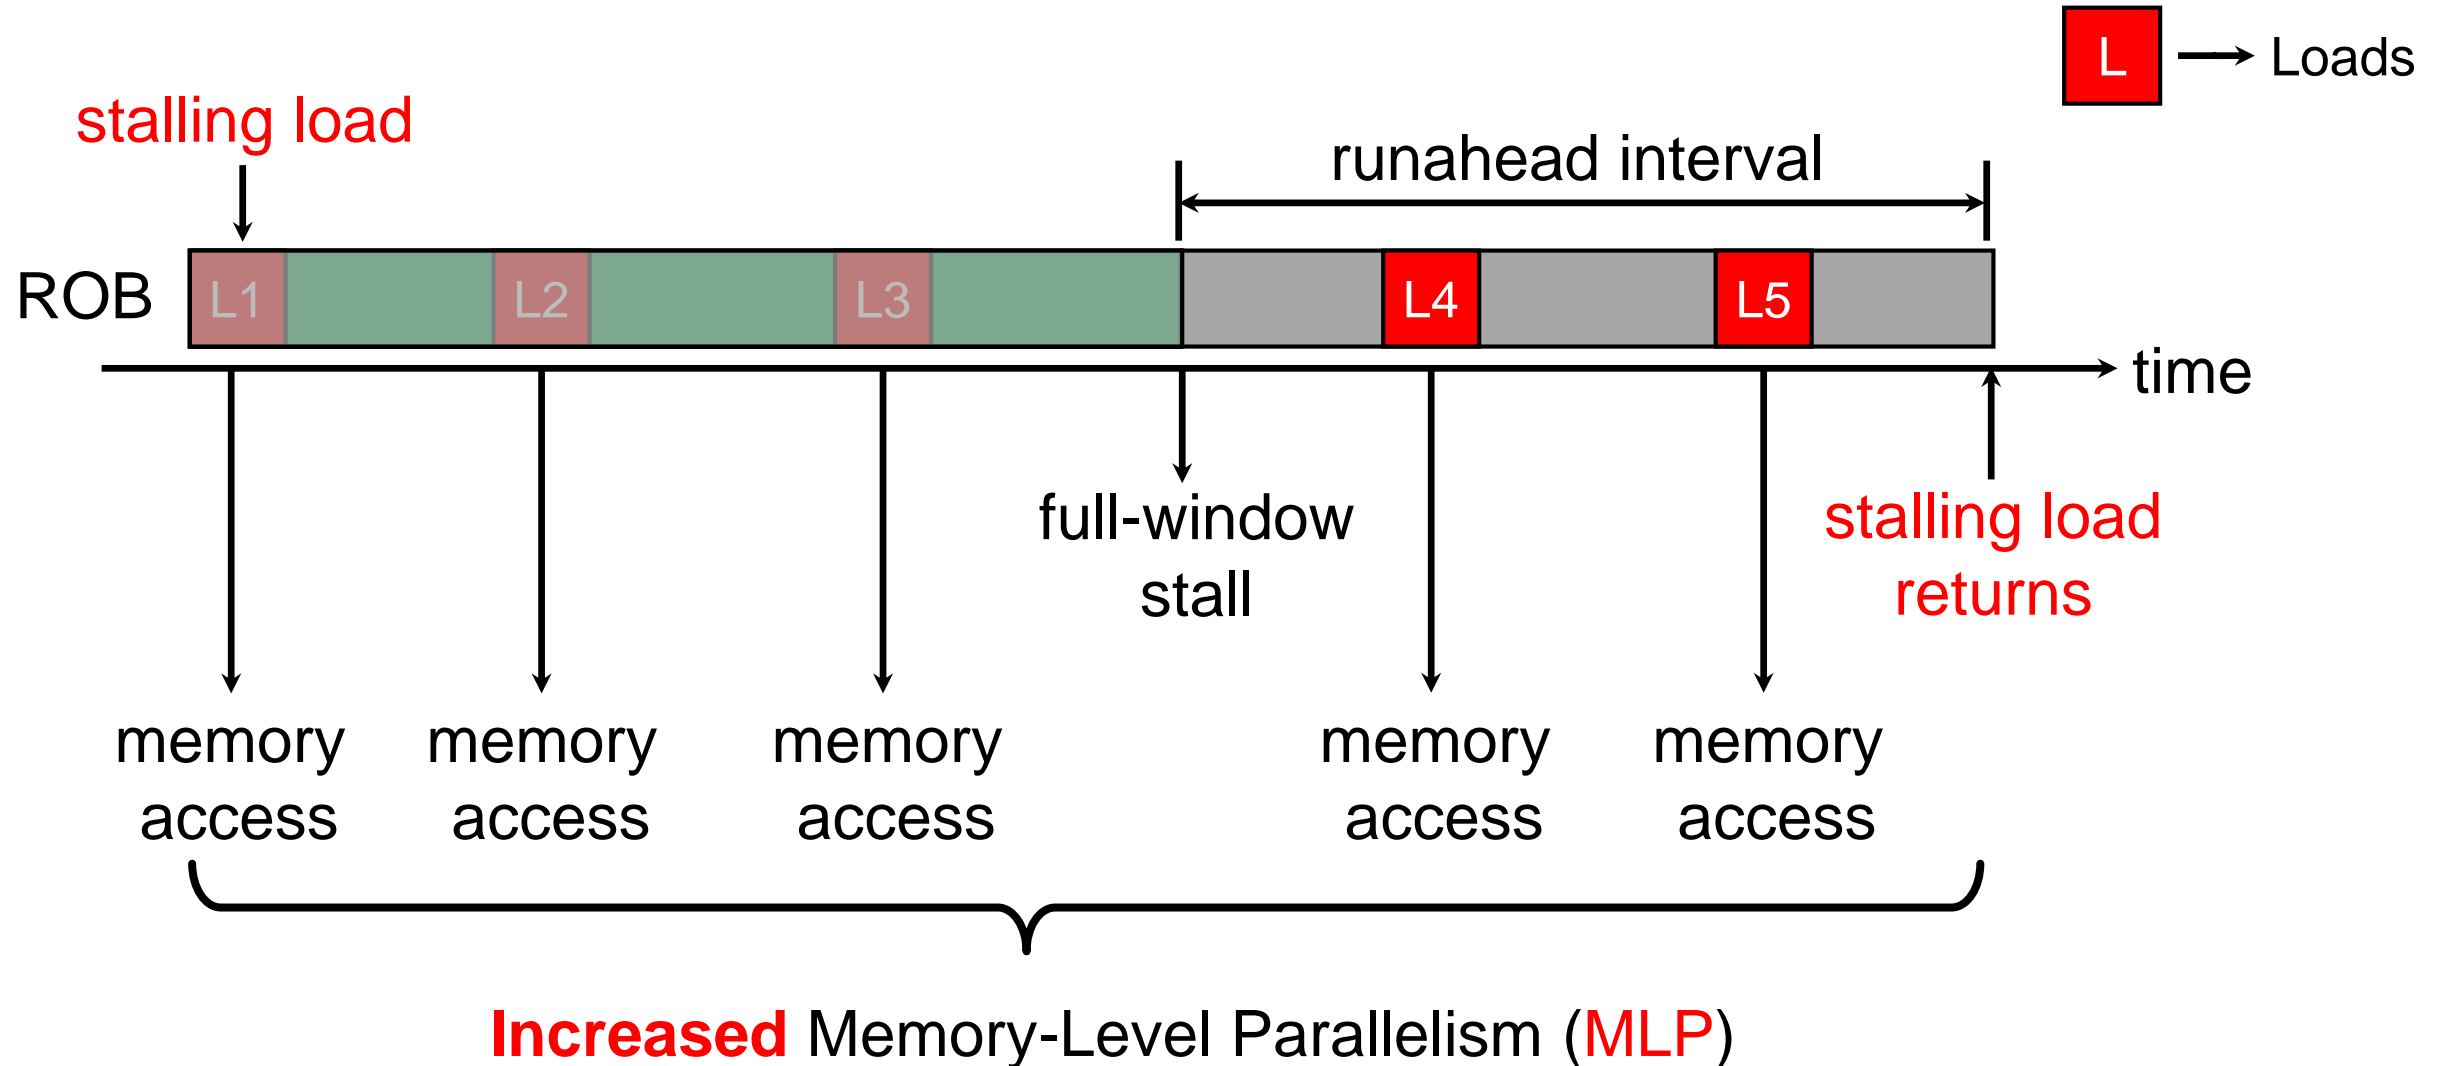 L
Loads
stalling load
runahead interval
ROB
L1
L2
L3
L4
L5
time
full-window
stall
stalling load
returns
memory
access
memory
access
memory
access
memory
access
memory
access
Increased Memory-Level Parallelism (MLP)